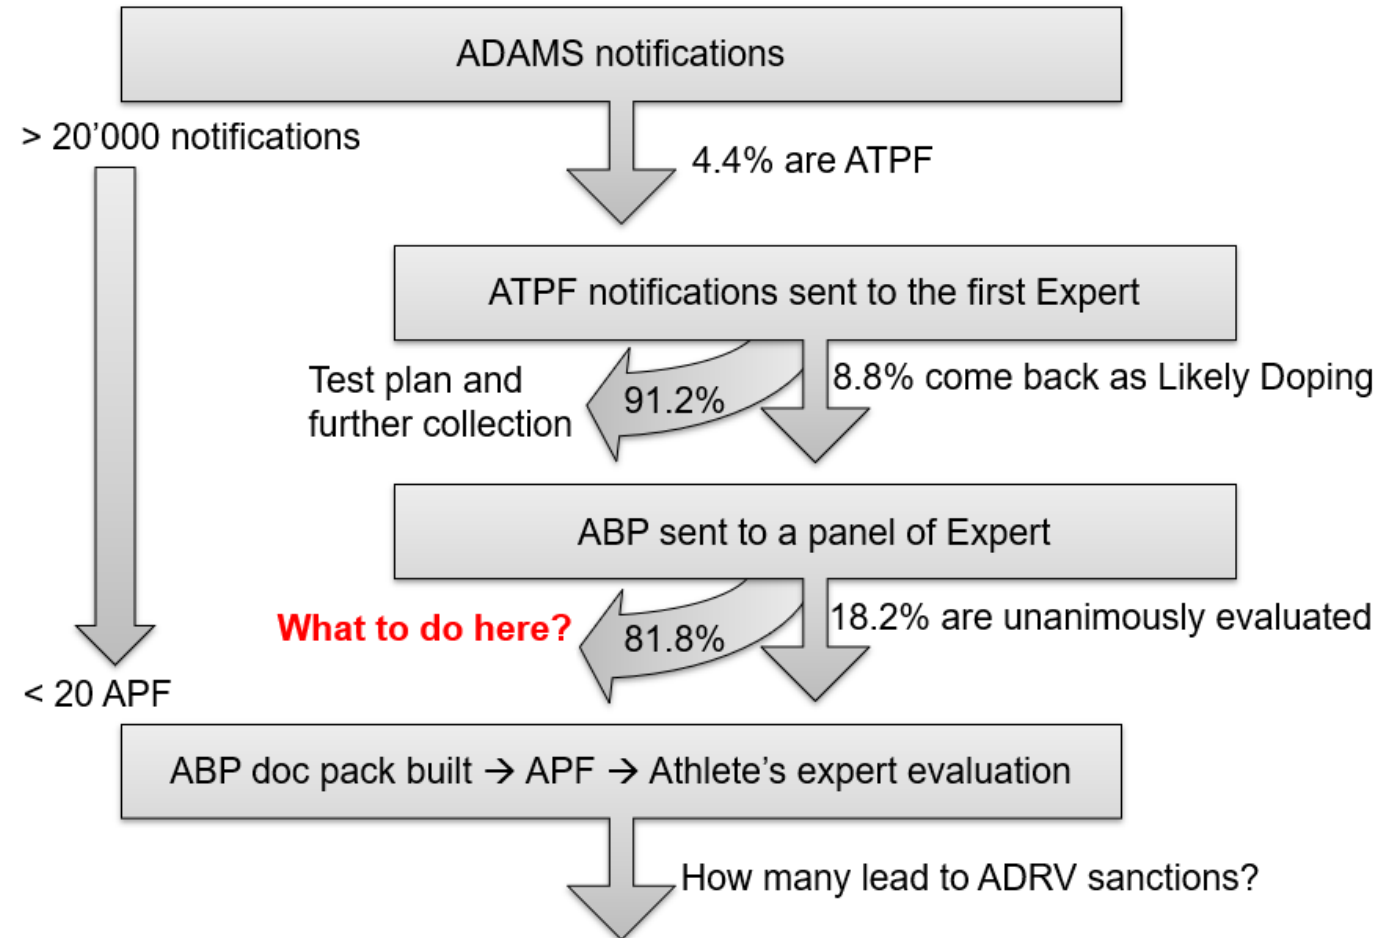 ADAMS notifications
> 20’000 notifications
4.4% are ATPF
ATPF notifications sent to the first Expert
Test plan and
further collection
91.2%
8.8% come back as Likely Doping
ABP sent to a panel of Expert
What to do here?
81.8%
18.2% are unanimously evaluated
< 20 APF
ABP doc pack built → APF → Athlete’s expert evaluation
How many lead to ADRV sanctions?